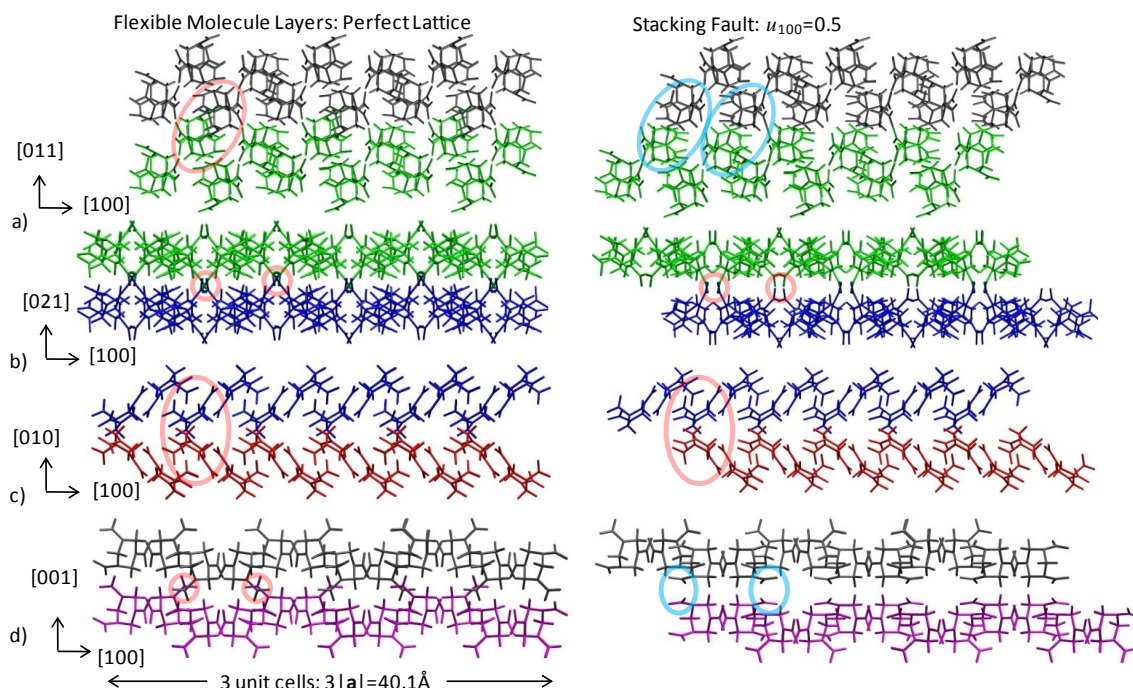 Flexible Molecule Layers: Perfect Lattice
Stacking Fault: u100=0.5
[011]
[100]
a)
[021]
[100]
b)
[010]
[100]
c)
[001]
[100]
d)
3 unit cells: 3|a|=40.1Å